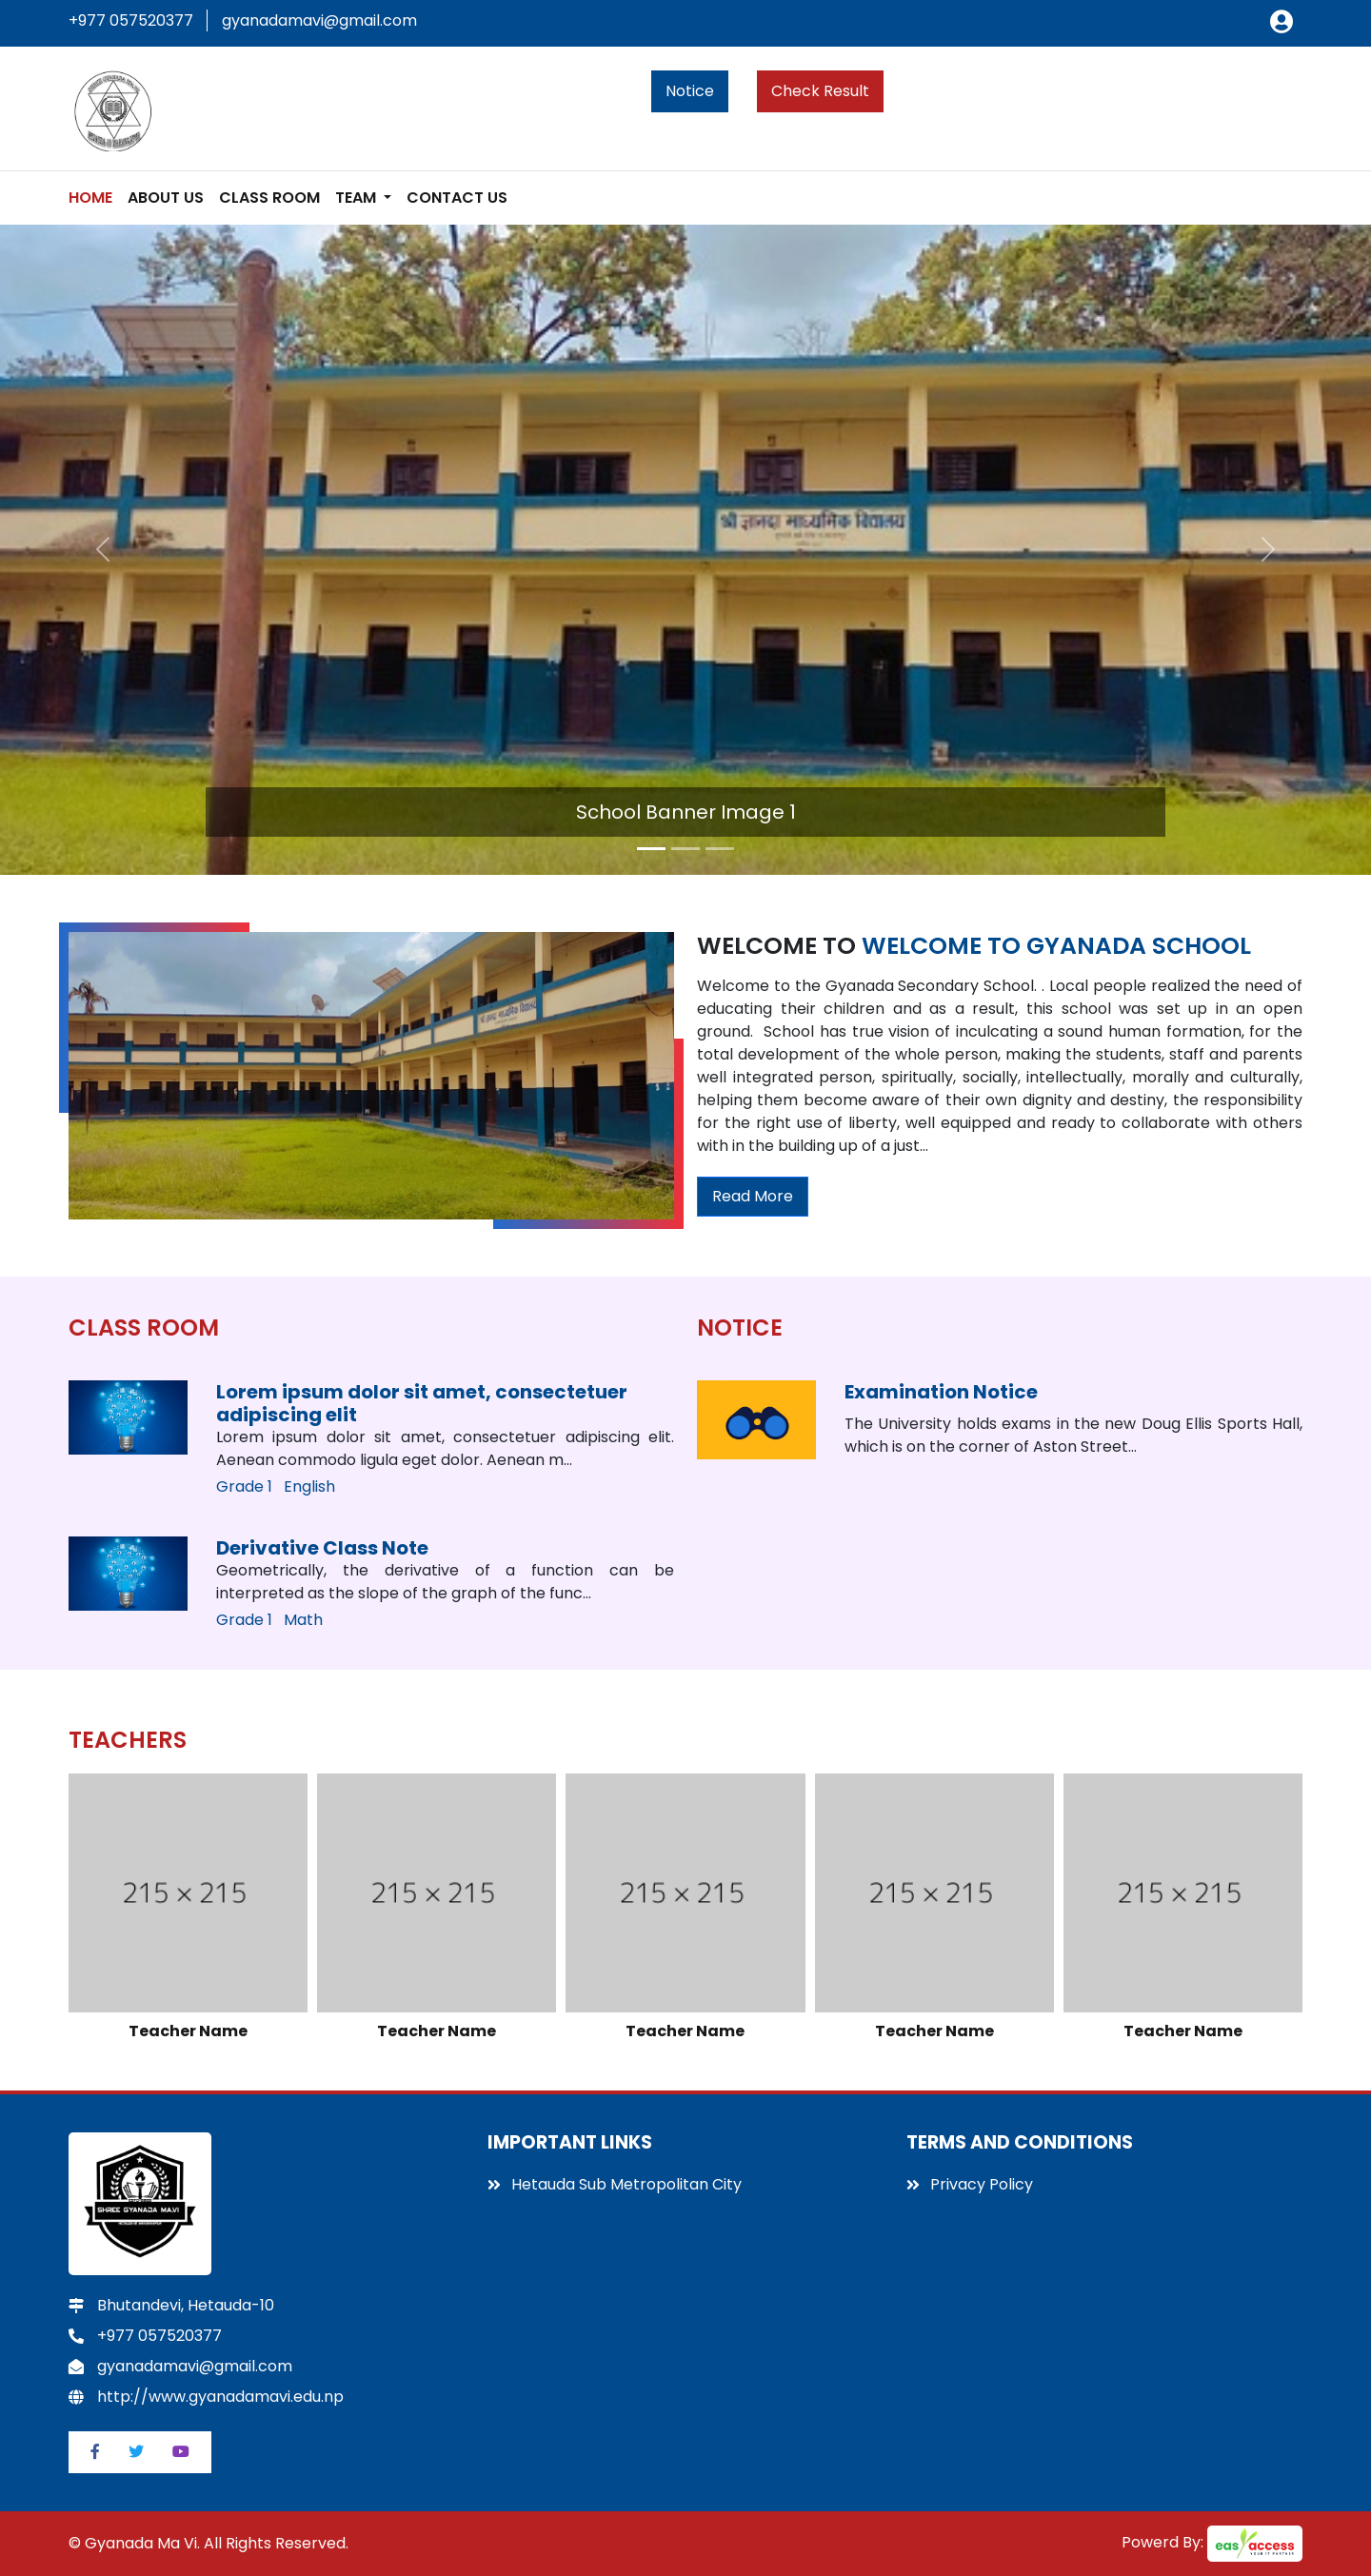 +977 057520377
gyanadamavi@gmail.com
Notice
Check Result
HOME
ABOUT US
CLASS ROOM
TEAM
CONTACT US
श्री ज्ञानदा माध्यमिक विद्यालय
School Banner Image 1
WELCOME TO WELCOME TO GYANADA SCHOOL
Welcome to the Gyanada Secondary School. . Local people realized the need of
educating their children and as a result, this school was set up in an open
ground. School has true vision of inculcating a sound human formation, for the
total development of the whole person, making the students, staff and parents
well integrated person, spiritually, socially, intellectually, morally and culturally,
helping them become aware of their own dignity and destiny, the responsibility
for the right use of liberty, well equipped and ready to collaborate with others
with in the building up of a just...
Read More
CLASS ROOM
Lorem ipsum dolor sit amet, consectetuer
adipiscing elit
Lorem ipsum dolor sit amet, consectetuer adipiscing elit.
Aenean commodo ligula eget dolor. Aenean m...
Grade 1 English
Derivative Class Note
Geometrically, the derivative of a function can be
interpreted as the slope of the graph of the func...
Grade 1 Math
NOTICE
Examination Notice
The University holds exams in the new Doug Ellis Sports Hall,
which is on the corner of Aston Street...
TEACHERS
215 × 215
215 × 215
215 × 215
215 × 215
215 × 215
Teacher Name
Teacher Name
Teacher Name
Teacher Name
Teacher Name
SHREE GYANADA MA.VI
Bhutandevi, Hetauda-10
+977 057520377
gyanadamavi@gmail.com
http://www.gyanadamavi.edu.np
IMPORTANT LINKS
Hetauda Sub Metropolitan City
TERMS AND CONDITIONS
Privacy Policy
© Gyanada Ma Vi. All Rights Reserved.
Powerd By:
easy access
YOUR IT PARTNER